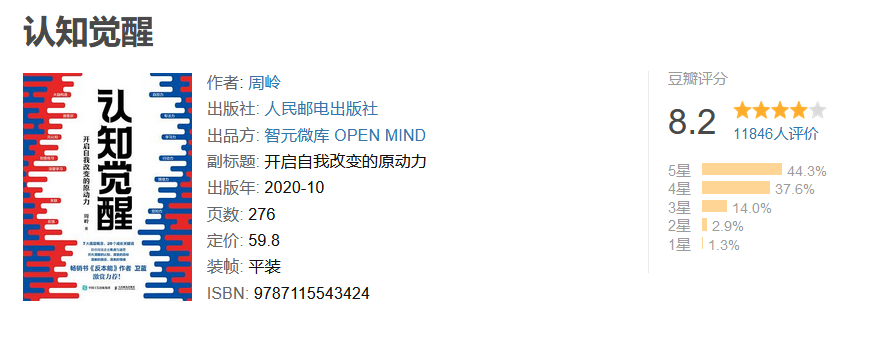 认知觉醒
认知觉醒
开启自我改变的原动力
周岭 著
畅销书《反本能》作者 卫蓝
激赏力荐!
作者: 周岭
出版社: 人民邮电出版社
出品方: 智元微库 OPEN MIND
副标题: 开启自我改变的原动力
出版年: 2020-10
页数: 276
定价: 59.8
装帧: 平装
ISBN: 9787115543424
豆瓣评分
8.2
11846人评价
5星 44.3%
4星 37.6%
3星 14.0%
2星 2.9%
1星 1.3%